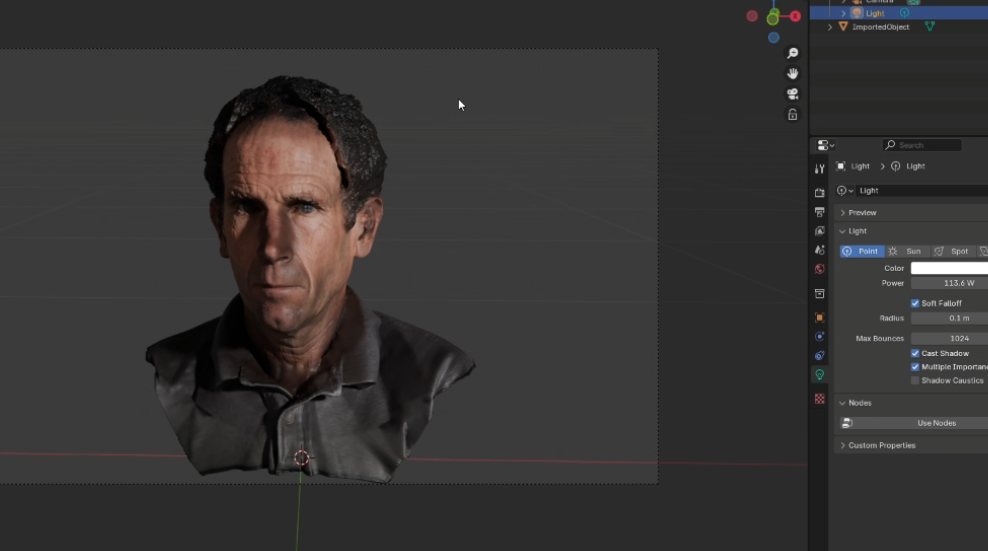 Camera
Light
ImportedObject
X
Search
Light > Light
Light
Preview
Light
Point Sun Spot
Color
Power 113.6 W
Soft Falloff
Radius 0.1 m
Max Bounces 1024
Cast Shadow
Multiple Importanc
Shadow Caustics
Nodes
Use Nodes
Custom Properties